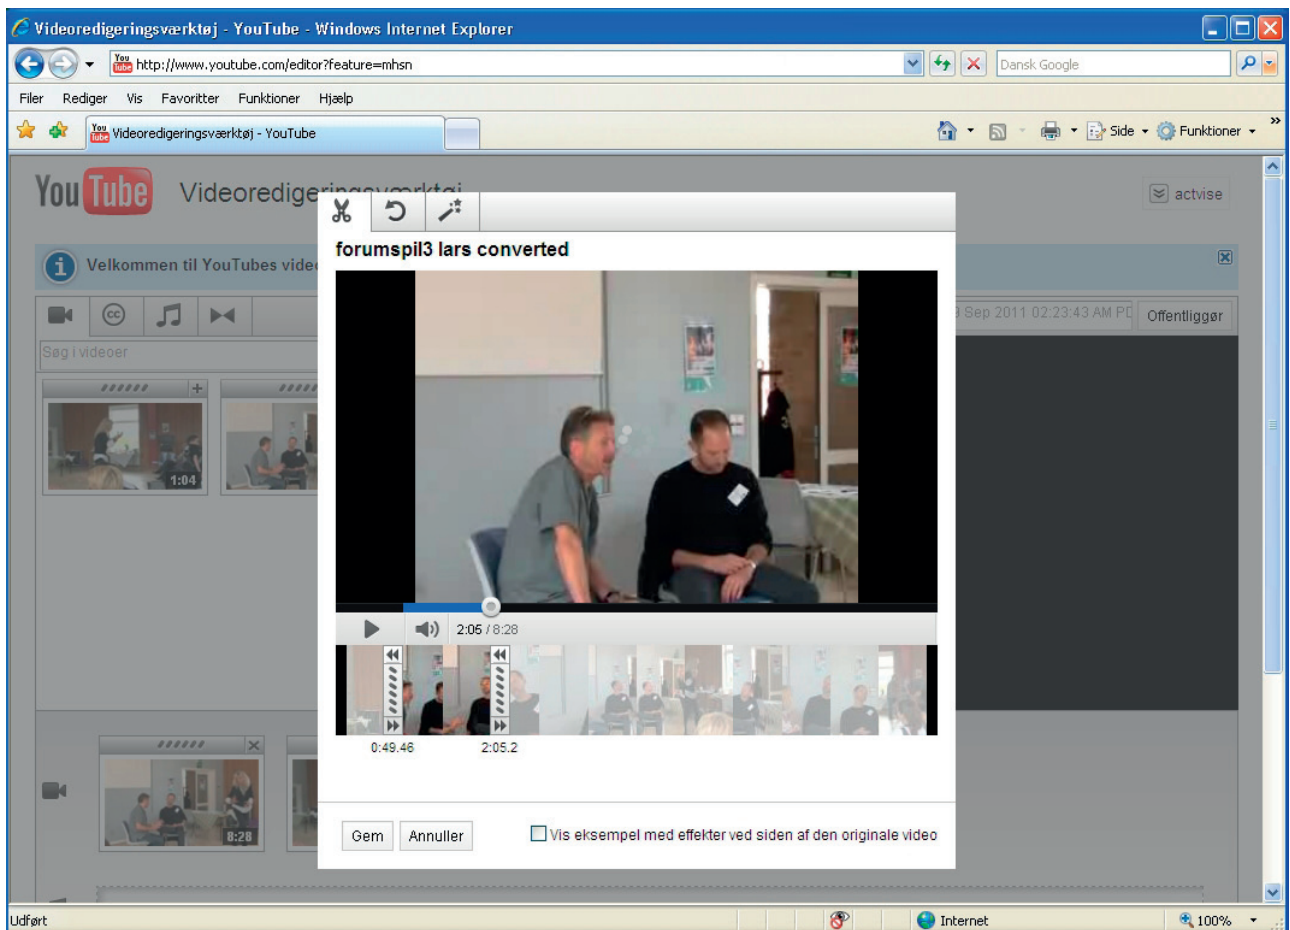 Videoredigeringsværktøj - YouTube - Windows Internet Explorer
http://www.youtube.com/editor?feature=mhsn
Dansk Google
Filer Rediger Vis Favoritter Funktioner Hjælp
Videoredigeringsværktøj - YouTube
Side Funktioner
YouTube Videoredigeringsværktøj
actvise
forumspil3 lars converted
Velkommen til YouTubes
Sep 2011 02:23:43 AM
Offentliggør
Søg i videoer
1:04
2:05 / 8:28
0:49.46 2:05.2
8:28
Gem Annuller Vis eksempel med effekter ved siden af den originale video
Udført Internet 100%